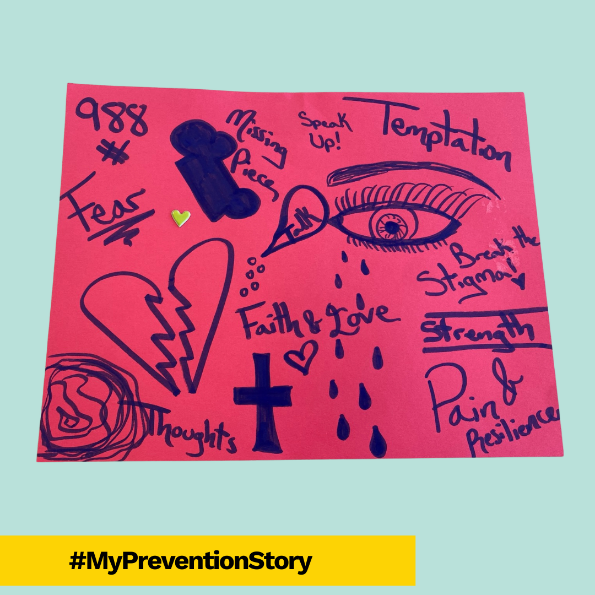 988
#
Missing
Piece
Speak
Up!
Temptation
Fear
Talk
Break the
Stigma!
Faith & Love
Strength
Pain &
Resilience
Thoughts
#MyPreventionStory